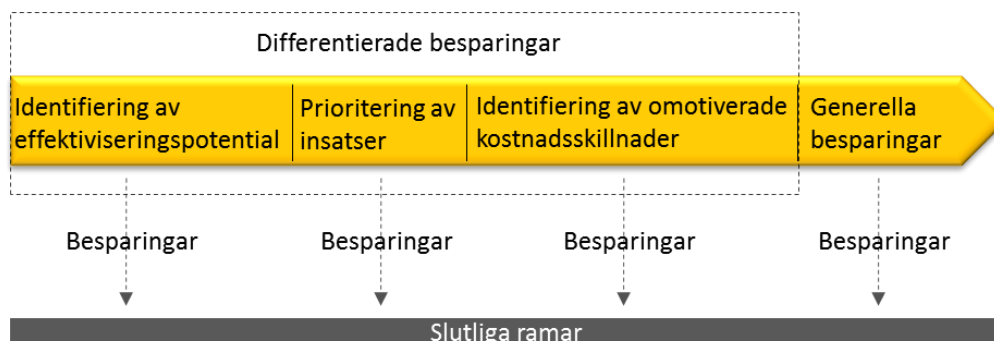 Differentierade besparingar
Identifiering av
effektiviseringspotential
Prioritering av
insatser
Identifiering av omotiverade
kostnadsskillnader
Generella
besparingar
Besparingar
Besparingar
Besparingar
Besparingar
Slutliga ramar